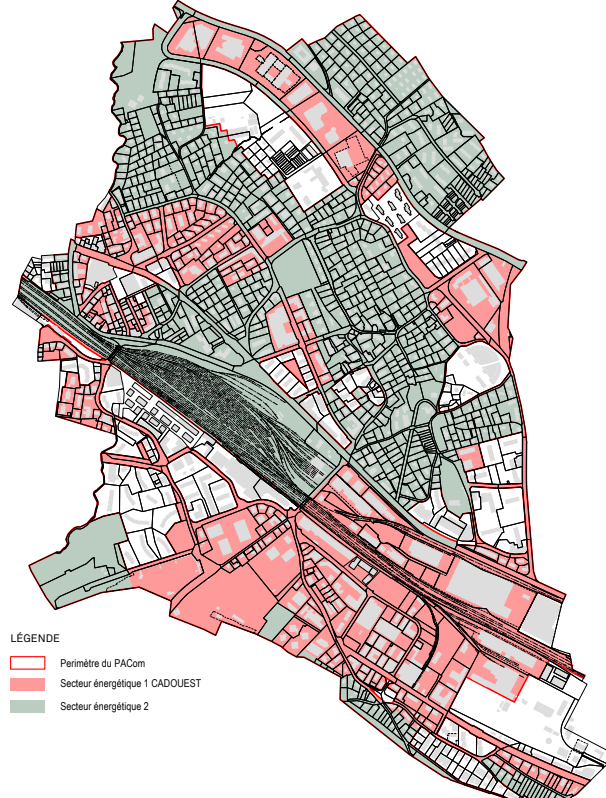 LÉGENDE
Perimètre du PACom
Secteur énergétique 1 CADOUEST
Secteur énergétique 2